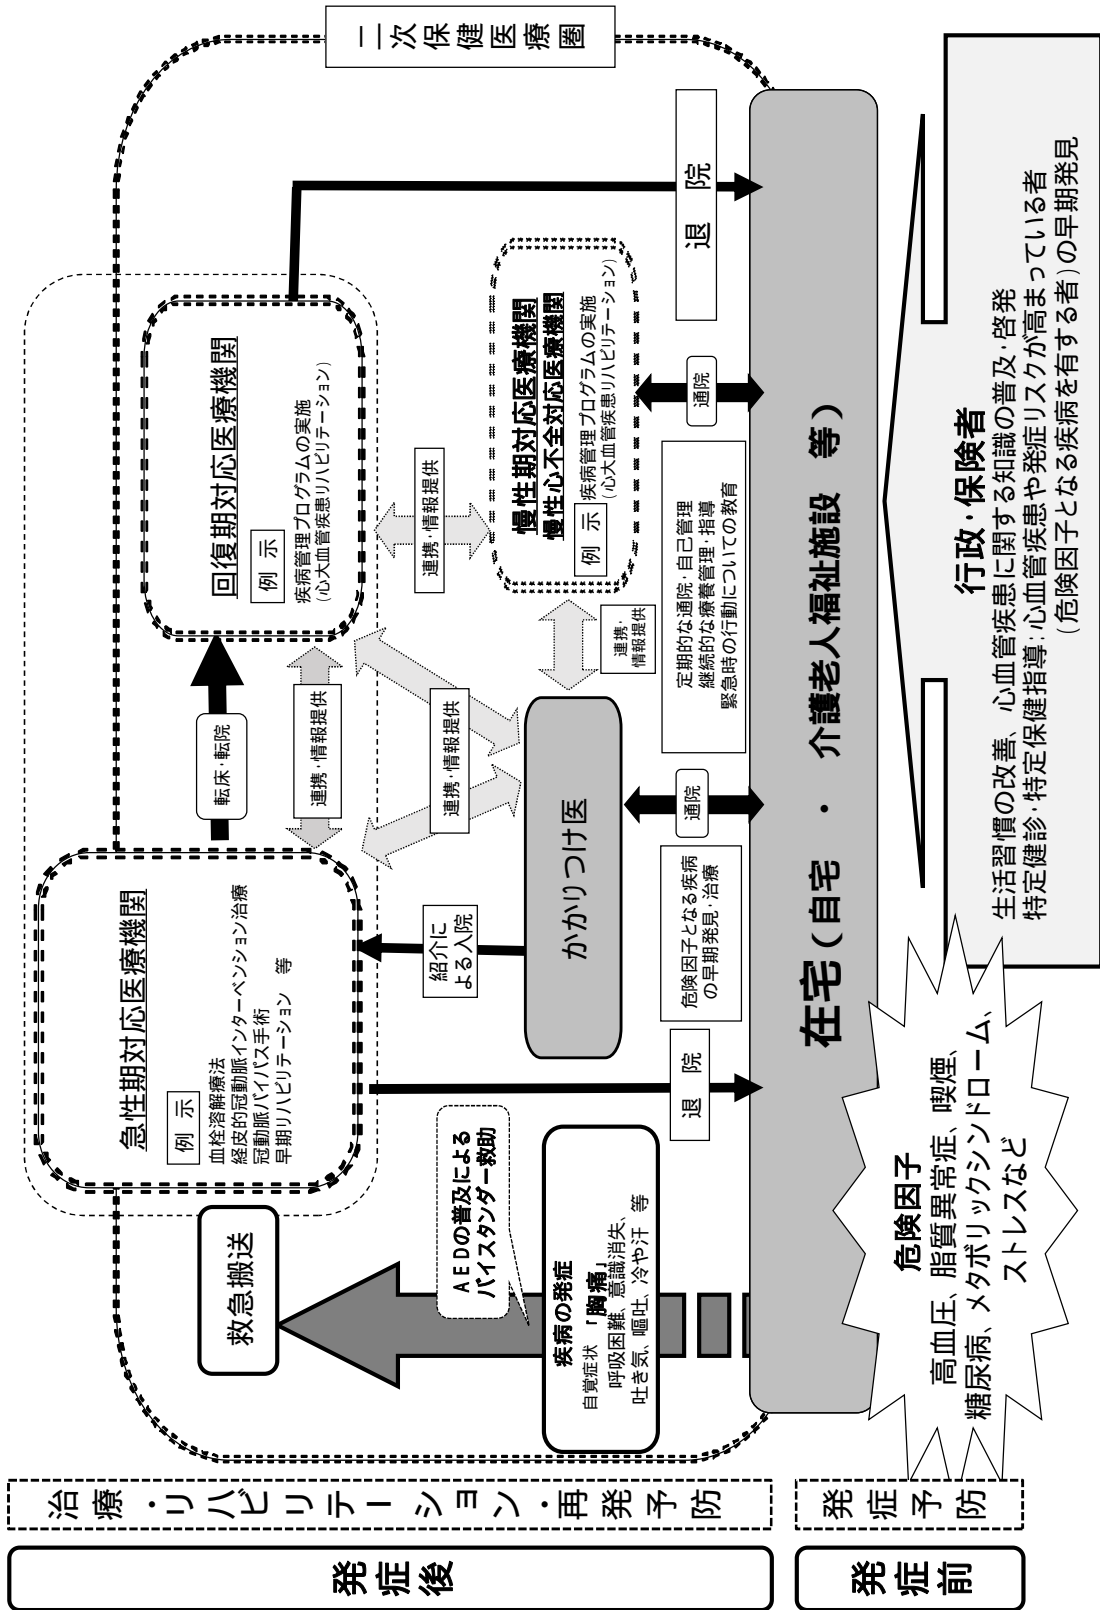 二次保健医療圏
急性期対応医療機関
例 示
血栓溶解療法
経皮的冠動脈インターベンション治療
冠動脈バイパス手術
早期リハビリテーション 等
転床・転院
回復期対応医療機関
例 示
疾病管理プログラムの実施
(心大血管疾患リハビリテーション)
連携・情報提供
連携・情報提供
連携・情報提供
救急搬送
AEDの普及による
バイスタンダー救助
紹介に
よる入院
かかりつけ医
連携・
情報提供
慢性期対応医療機関
慢性心不全対応医療機関
例 示
疾病管理プログラムの実施
(心大血管疾患リハビリテーション)
疾病の発症
自覚症状 「胸痛」
呼吸困難、意識消失、
吐き気、嘔吐、冷や汗 等
退 院
危険因子となる疾病
の早期発見・治療
通院
定期的な通院・自己管理
継続的な療養管理・指導
緊急時の行動についての教育
通院
退 院
在宅(自宅 ・ 介護老人福祉施設 等)
危険因子
高血圧、脂質異常症、喫煙、
糖尿病、メタボリックシンドローム、
ストレスなど
行政・保険者
生活習慣の改善、心血管疾患に関する知識の普及・啓発
特定健診・特定保健指導:心血管疾患や発症リスクが高まっている者
(危険因子となる疾病を有する者)の早期発見
治療・リハビリテーション・再発予防
発症予防
発症後
発症前